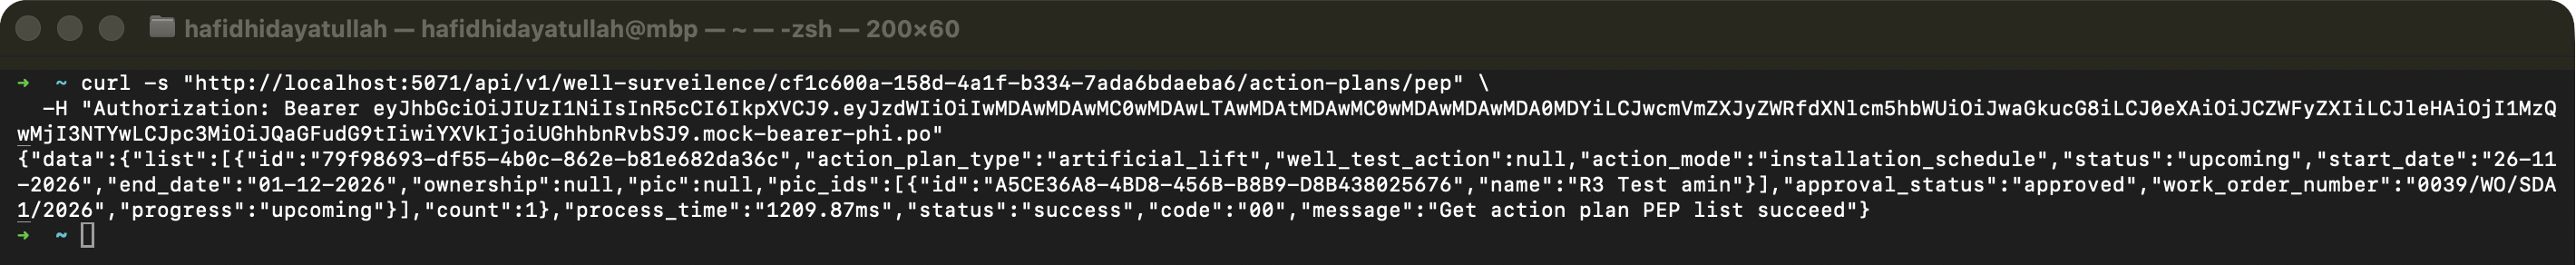 hafidhidayatullah — hafidhidayatullah@mbp — ~ — -zsh — 200×60
→ ~ curl -s "http://localhost:5071/api/v1/well-surveilence/cf1c600a-158d-4a1f-b334-7ada6bdaeba6/action-plans/pep" \
-H "Authorization: Bearer eyJhbGciOiJIUzI1NiIsInR5cCI6IkpXVCJ9.eyJzdWIiOiIwMDAwMDAwMC0wMDAwLTAwMDAtMDAwMC0wMDAwMDAwMDA0MDYiLCJwcmVmZXJyZWRfdXNlcm5hbWUiOiJwaGkucG8iLCJ0eXAiOiJCZWFyZXIiLCJleHAiOjI1MzQ
wMjI3NTYwLCJpc3MiOiJQaGFudG9tIiwiYXVkIjoiUGhhbnRvbSJ9.mock-bearer-phi.po"
{"data":{"list":[{"id":"79f98693-df55-4b0c-862e-b81e682da36c","action_plan_type":"artificial_lift","well_test_action":null,"action_mode":"installation_schedule","status":"upcoming","start_date":"26-11
-2026","end_date":"01-12-2026","ownership":null,"pic":null,"pic_ids":[{"id":"A5CE36A8-4BD8-456B-B8B9-D8B438025676","name":"R3 Test amin"}],"approval_status":"approved","work_order_number":"0039/WO/SDA
1/2026","progress":"upcoming"}],"count":1},"process_time":"1209.87ms","status":"success","code":"00","message":"Get action plan PEP list succeed"}
→ ~